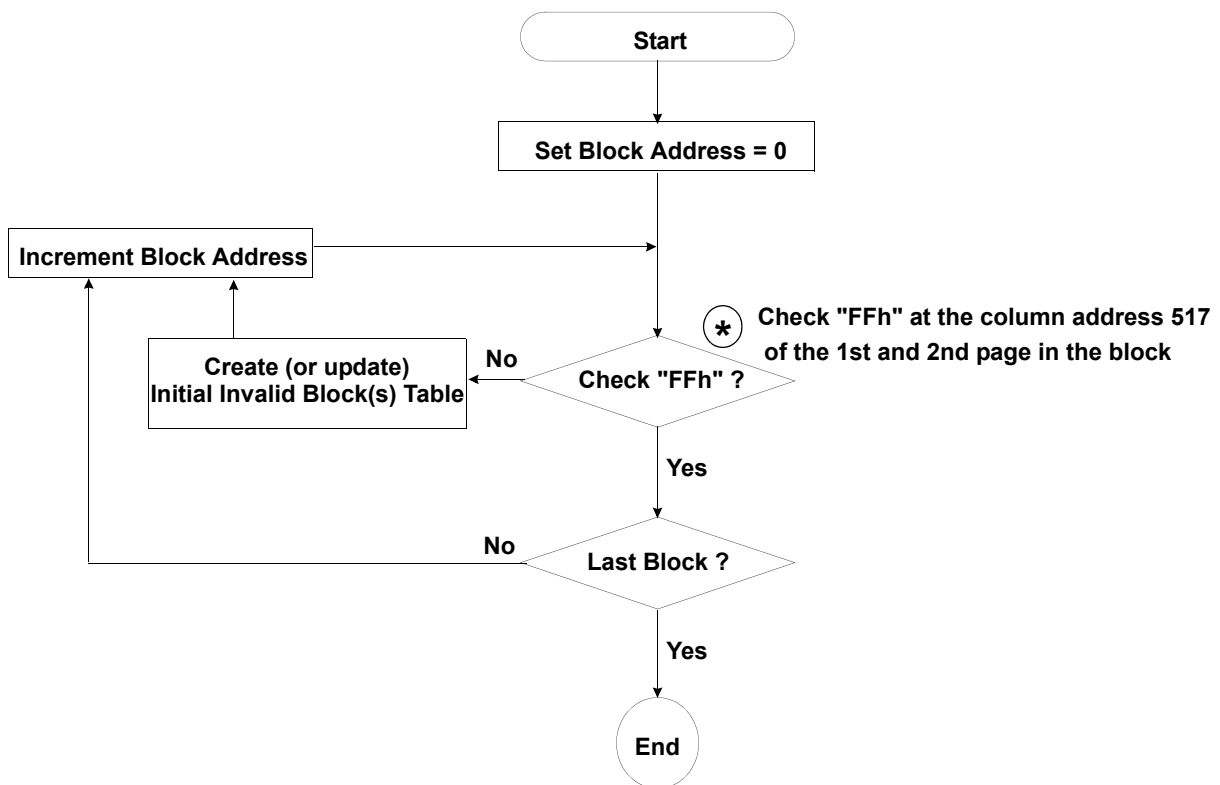 Start
Set Block Address = 0
Increment Block Address
* Check "FFh" at the column address 517
of the 1st and 2nd page in the block
No
Create (or update)
Initial Invalid Block(s) Table
Check "FFh" ?
Yes
No
Last Block ?
Yes
End